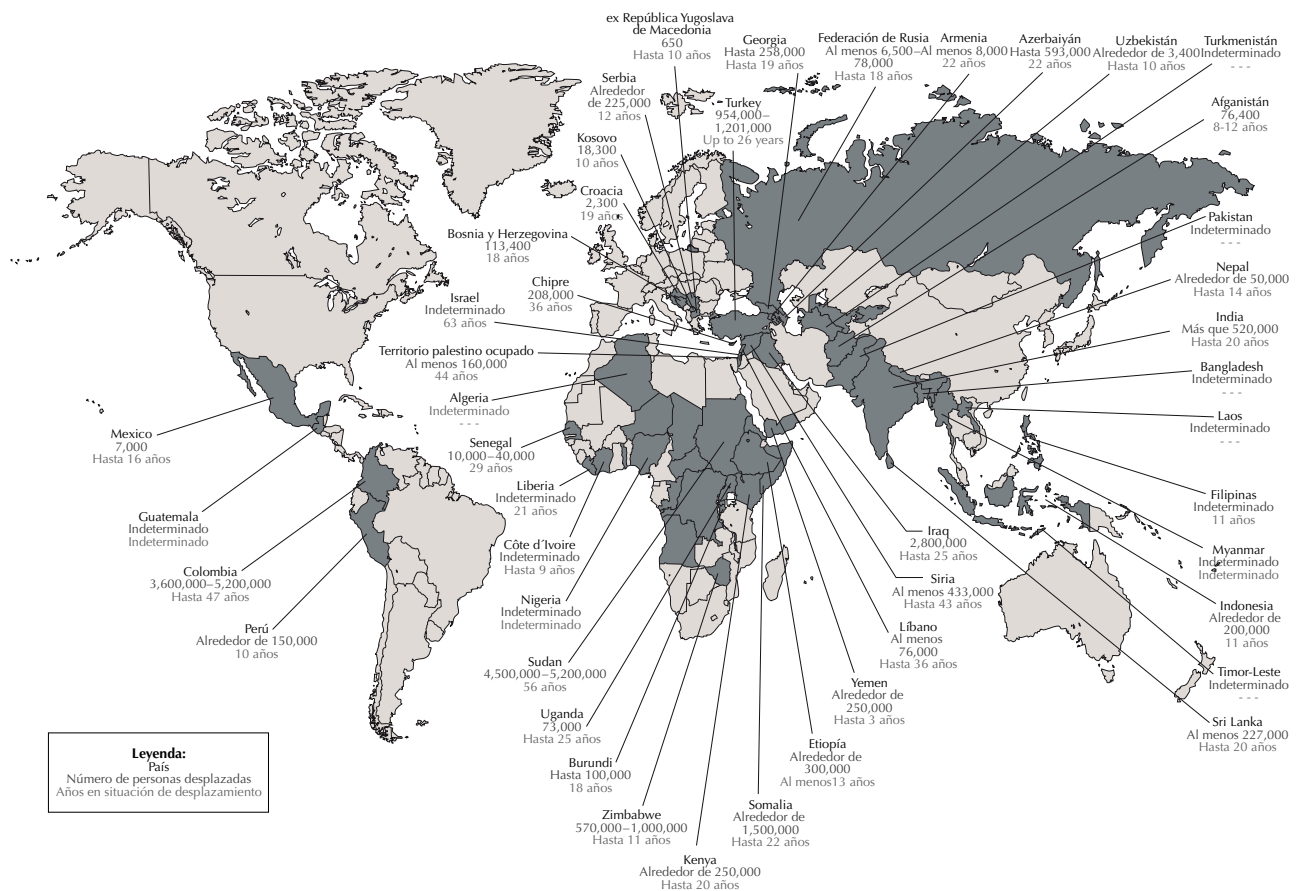 ex República Yugoslava
de Macedonia
650
Hasta 10 años
Georgia
Hasta 258,000
Hasta 19 años
Federación de Rusia
Al menos 6,500–
78,000
Hasta 18 años
Armenia
Al menos 8,000
22 años
Azerbaiyán
Hasta 593,000
22 años
Uzbekistán
Alrededor de 3,400
Hasta 10 años
Turkmenistán
Indeterminado
- - -
Serbia
Alrededor
de 225,000
12 años
Turkey
954,000–
1,201,000
Up to 26 years
Afganistán
76,400
8-12 años
Kosovo
18,300
10 años
Croacia
2,300
19 años
Bosnia y Herzegovina
113,400
18 años
Pakistan
Indeterminado
- - -
Chipre
208,000
36 años
Nepal
Alrededor de 50,000
Hasta 14 años
Israel
Indeterminado
63 años
India
Más que 520,000
Hasta 20 años
Territorio palestino ocupado
Al menos 160,000
44 años
Bangladesh
Indeterminado
Algeria
Indeterminado
- - -
Laos
Indeterminado
- - -
Mexico
7,000
Hasta 16 años
Senegal
10,000–40,000
29 años
Liberia
Indeterminado
21 años
Filipinas
Indeterminado
11 años
Guatemala
Indeterminado
Indeterminado
Côte d´Ivoire
Indeterminado
Hasta 9 años
Iraq
2,800,000
Hasta 25 años
Myanmar
Indeterminado
Indeterminado
Colombia
3,600,000–5,200,000
Hasta 47 años
Siria
Al menos 433,000
Hasta 43 años
Nigeria
Indeterminado
Indeterminado
Indonesia
Alrededor de
200,000
11 años
Perú
Alrededor de 150,000
10 años
Líbano
Al menos
76,000
Hasta 36 años
Sudan
4,500,000–5,200,000
56 años
Timor-Leste
Indeterminado
- - -
Yemen
Alrededor de
250,000
Hasta 3 años
Uganda
73,000
Hasta 25 años
Sri Lanka
Al menos 227,000
Hasta 20 años
Etiopía
Alrededor de
300,000
Al menos13 años
Burundi
Hasta 100,000
18 años
Somalia
Alrededor de
1,500,000
Hasta 22 años
Zimbabwe
570,000–1,000,000
Hasta 11 años
Kenya
Alrededor de 250,000
Hasta 20 años
Leyenda:
País
Número de personas desplazadas
Años en situación de desplazamiento